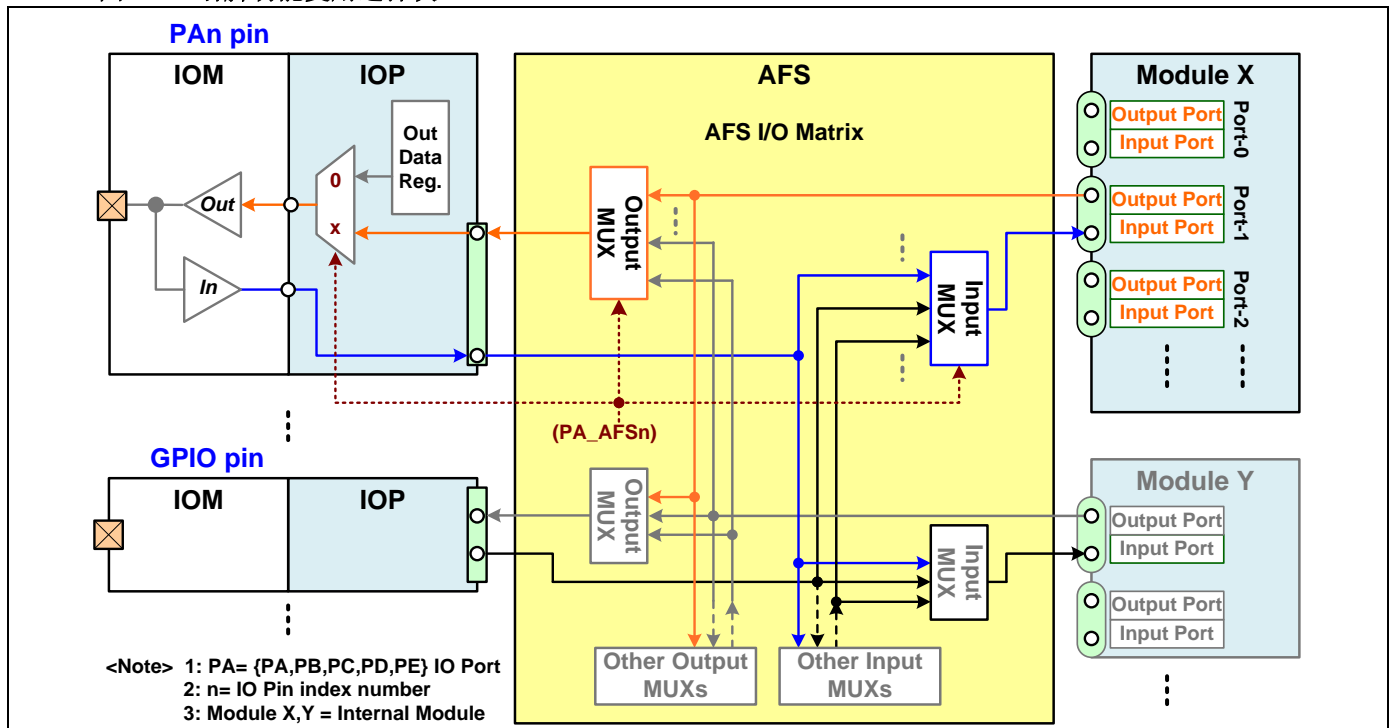 PAn pin
IOM
IOP
AFS
Module X
AFS I/O Matrix
Out
Data
Reg.
0
x
Out
In
Output
MUX
Input
MUX
Output Port
Input Port
Port-0
Output Port
Input Port
Port-1
Output Port
Input Port
Port-2
(PA_AFSn)
GPIO pin
IOM
IOP
Output
MUX
Input
MUX
Module Y
Output Port
Input Port
Output Port
Input Port
Other Output
MUXs
Other Input
MUXs
<Note> 1: PA= {PA,PB,PC,PD,PE} IO Port
2: n= IO Pin index number
3: Module X,Y = Internal Module